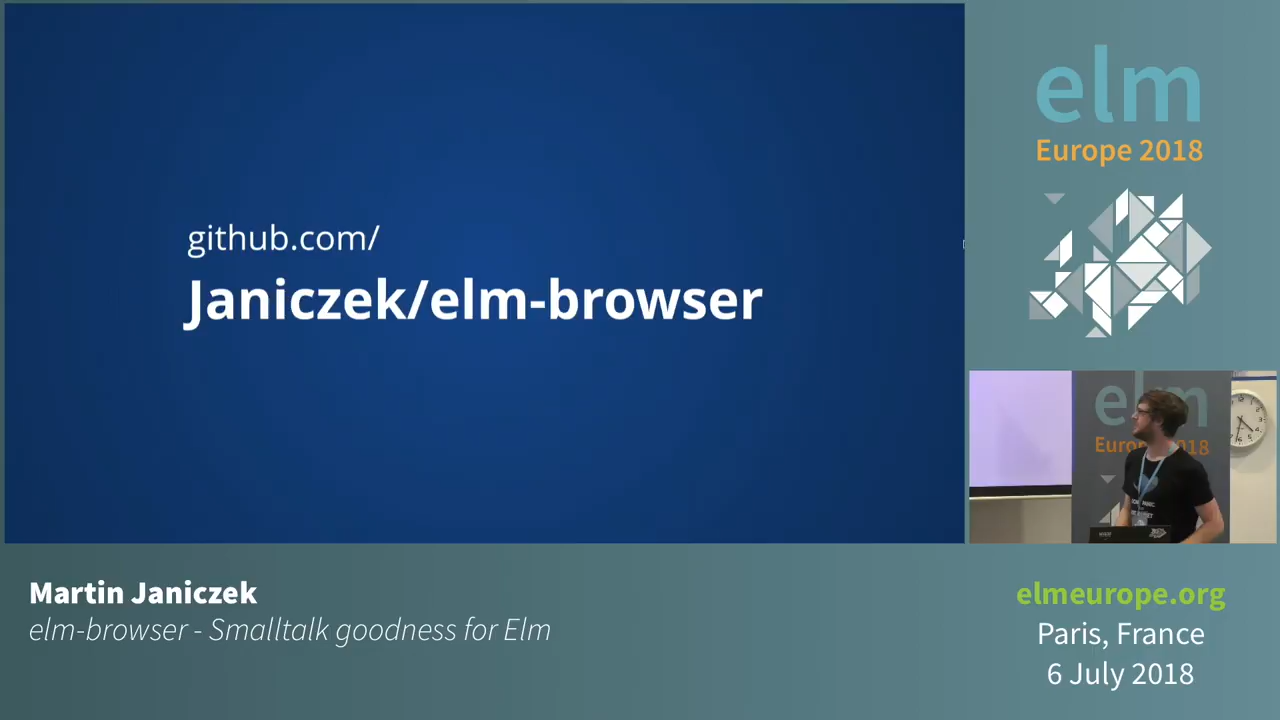 github.com/
Janiczek/elm-browser
elm
Europe 2018
elm
Martin Janiczek
elm-browser - Smalltalk goodness for Elm
elmeurope.org
Paris, France
6 July 2018